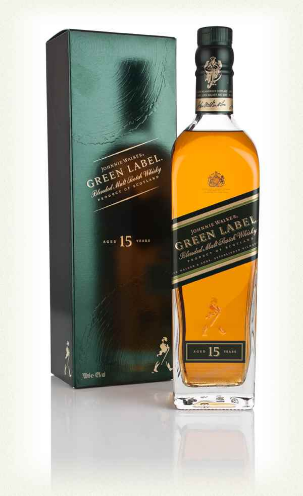 JOHNNIE WALKER
GREEN LABEL
Blended Malt Scotch Whisky
PRODUCT OF SCOTLAND
AGED 15 YEARS
JOHNNIE WALKER
GREEN LABEL
Blended Malt Scotch Whisky
PRODUCT OF SCOTLAND
AGED 15 YEARS